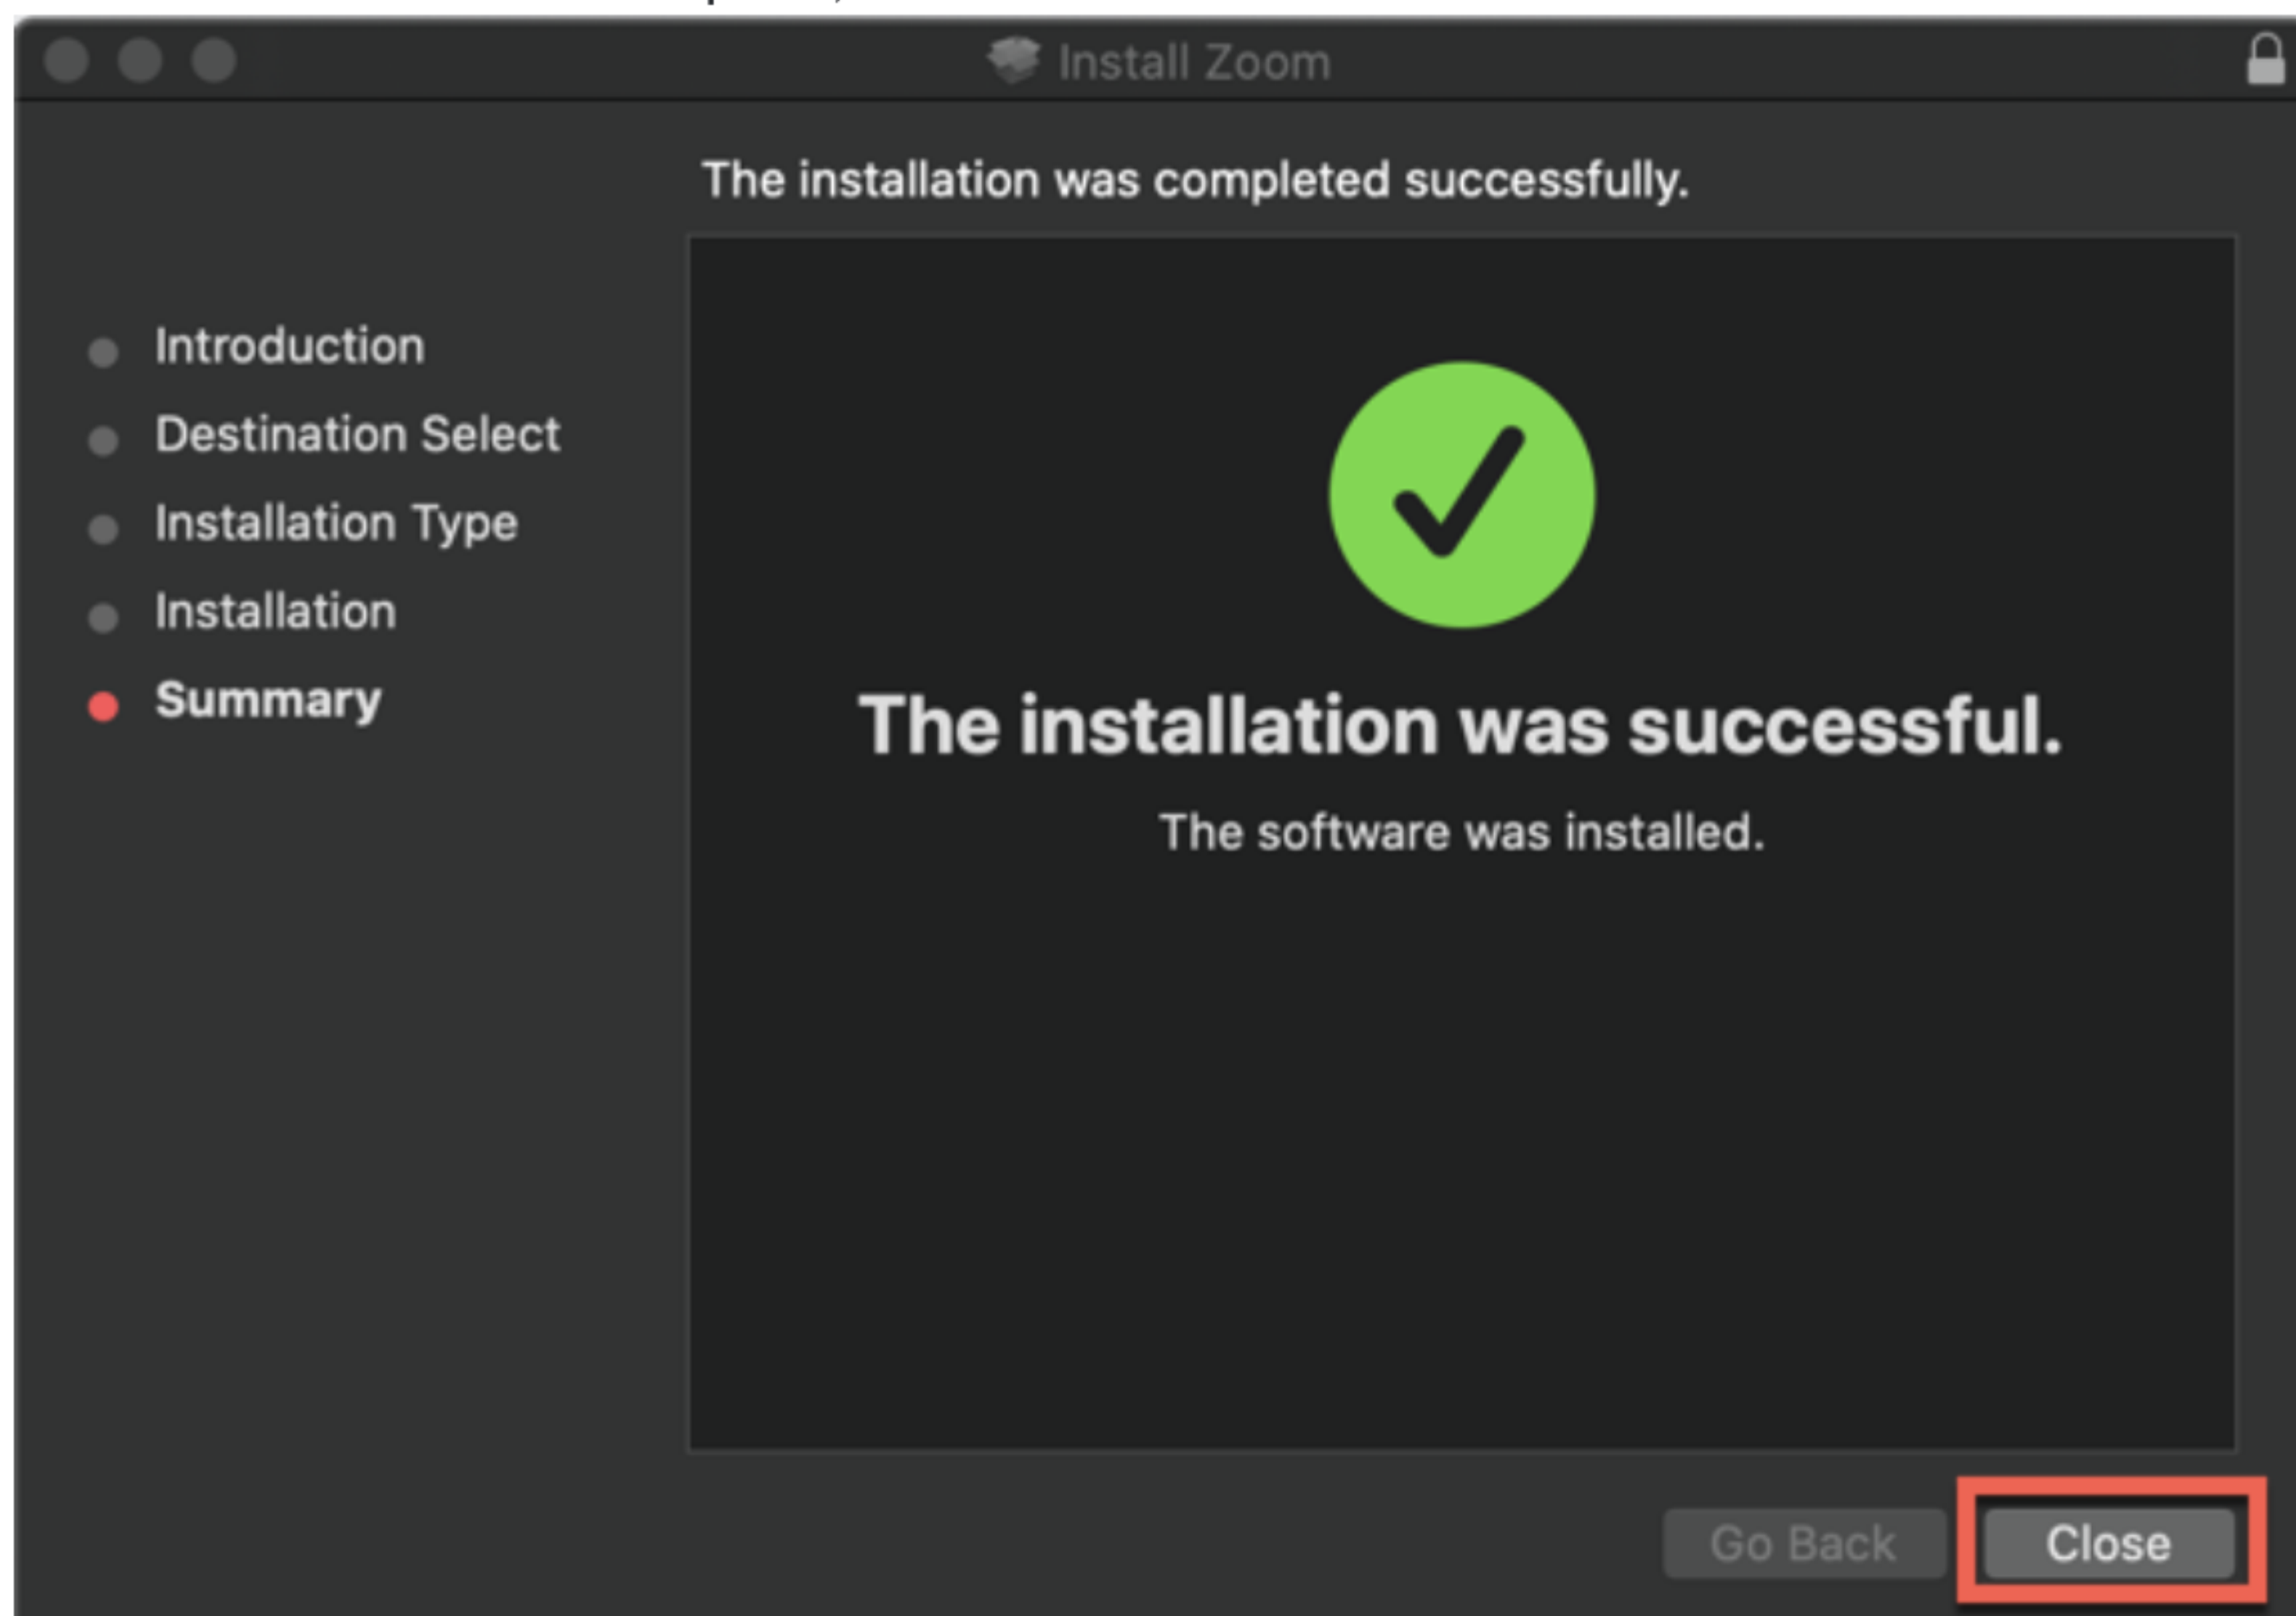 Install Zoom
The installation was completed successfully.
Introduction
Destination Select
Installation Type
Installation
Summary
The installation was successful.
The software was installed.
Go Back
Close